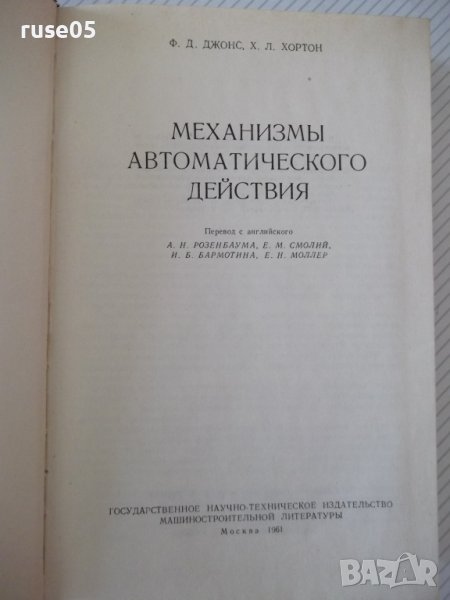 ruse05
Ф. Д. ДЖОНС, Х. Л. ХОРТОН
МЕХАНИЗМЫ
АВТОМАТИЧЕСКОГО
ДЕЙСТВИЯ
Перевод с английского
А. Н. РОЗЕНБАУМА, Е. М. СМОЛИЙ,
И. Б. БАРМОТИНА, Е. Н. МОЛЛЕР
ГОСУДАРСТВЕННОЕ НАУЧНО-ТЕХНИЧЕСКОЕ ИЗДАТЕЛЬСТВО
МАШИНОСТРОИТЕЛЬНОЙ ЛИТЕРАТУРЫ
Москва 1961
BAZAR